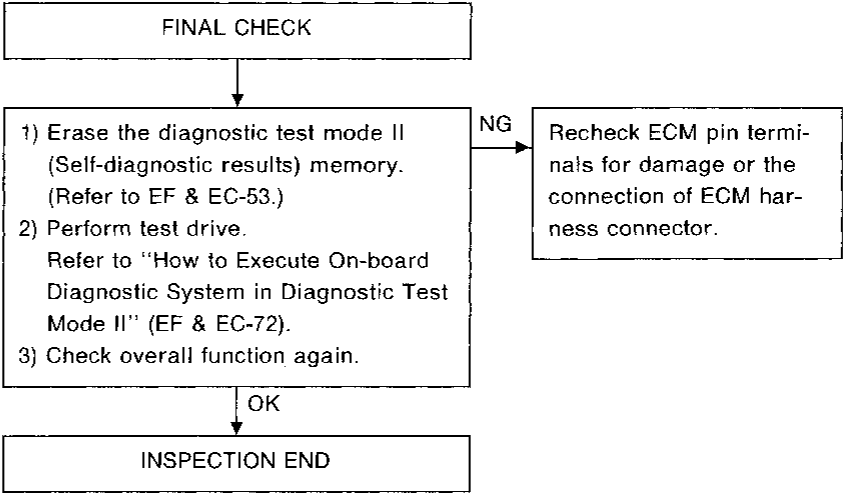 FINAL CHECK
1) Erase the diagnostic test mode II
(Self-diagnostic results) memory.
(Refer to EF & EC-53.)
2) Perform test drive.
Refer to "How to Execute On-board
Diagnostic System in Diagnostic Test
Mode II" (EF & EC-72).
3) Check overall function again.
NG
Recheck ECM pin termi-
nals for damage or the
connection of ECM har-
ness connector.
OK
INSPECTION END